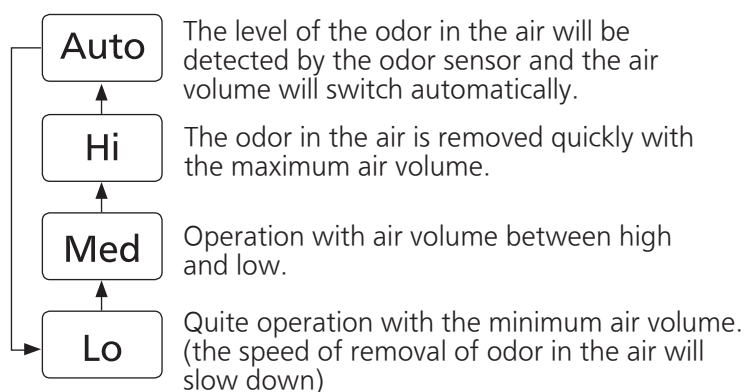 Auto
The level of the odor in the air will be
detected by the odor sensor and the air
volume will switch automatically.
Hi
The odor in the air is removed quickly with
the maximum air volume.
Med
Operation with air volume between high
and low.
Lo
Quite operation with the minimum air volume.
(the speed of removal of odor in the air will
slow down)